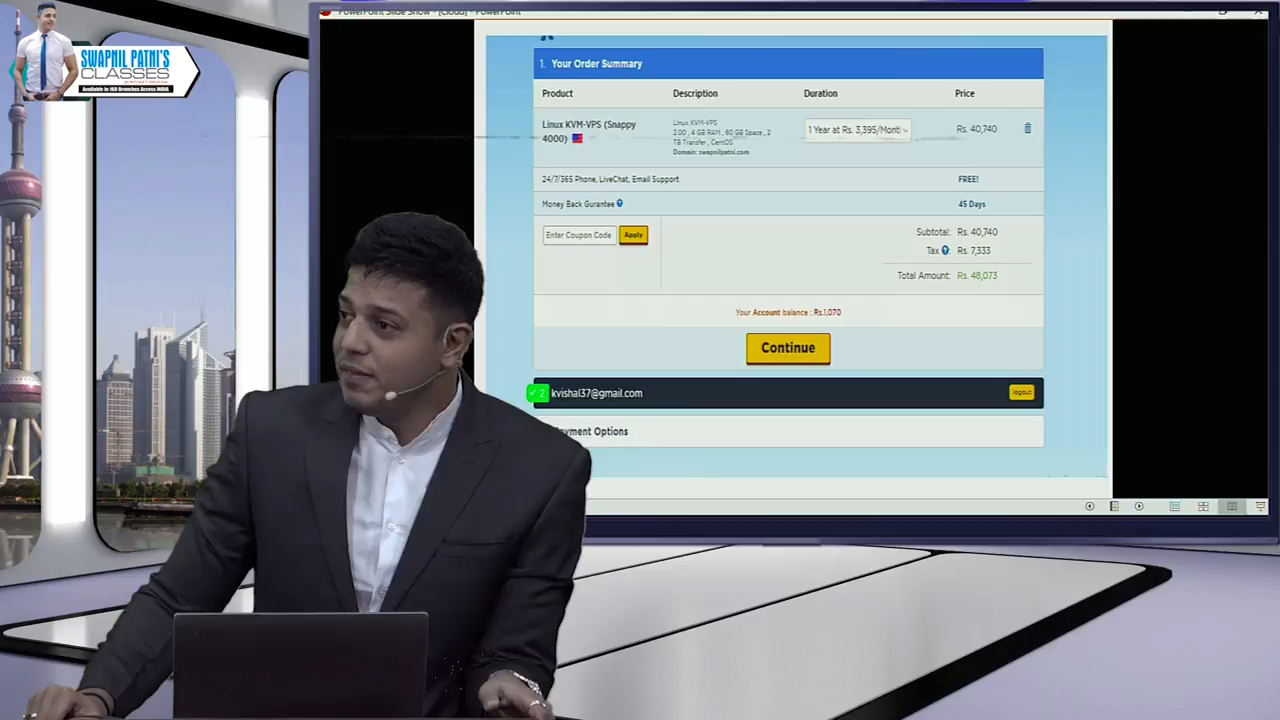 PowerPoint Slide Show - [Cloud] - PowerPoint
SWAPNIL PATNI'S
CLASSES
Available in 160 Branches Across INDIA
1. Your Order Summary
Product Description Duration Price
Linux KVM-VPS (Snappy
4000)
Linux KVM-VPS
2.00 , 4 GB RAM , 60 GB Space , 2
TB Transfer , CentOS
Domain: swapnilpatni.com
1 Year at Rs. 3,395/Mont
Rs. 40,740
24/7/365 Phone, LiveChat, Email Support FREE!
Money Back Gurantee 45 Days
Enter Coupon Code Apply
Subtotal: Rs. 40,740
Tax Rs. 7,333
Total Amount: Rs. 48,073
Your Account balance : Rs.1,070
Continue
2 kvishal37@gmail.com logout
yment Options